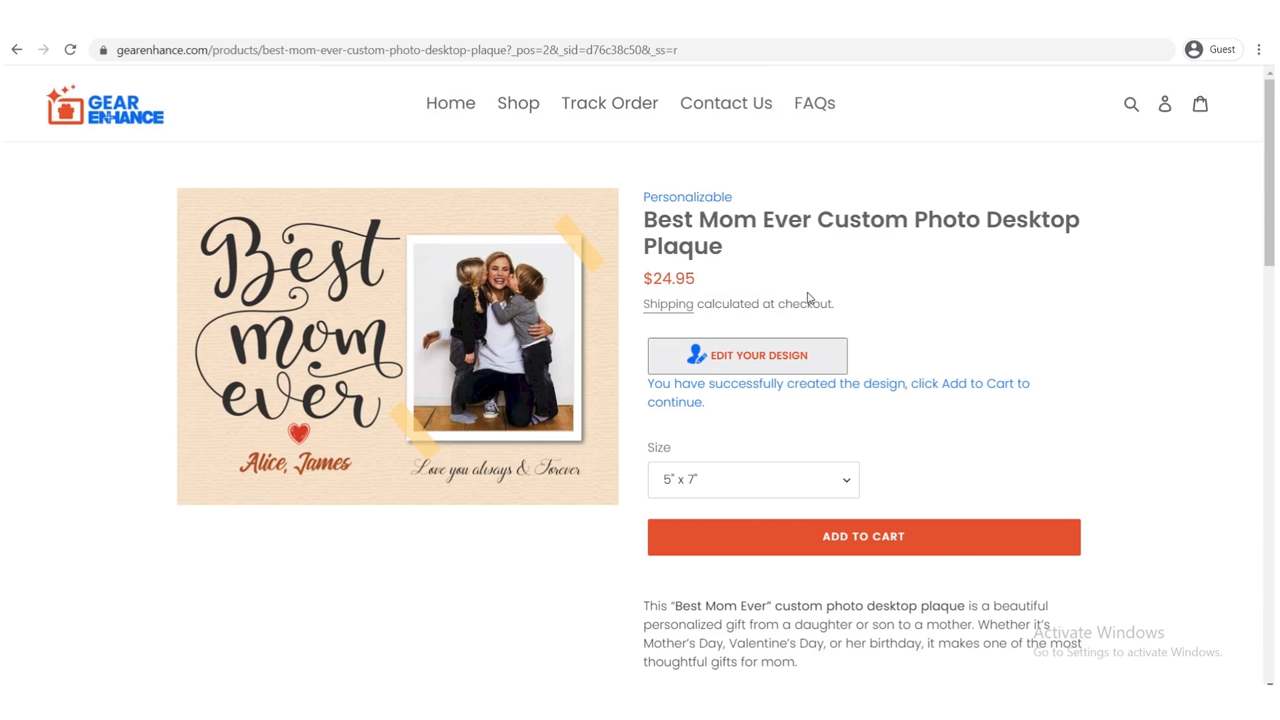 gearenhance.com/products/best-mom-ever-custom-photo-desktop-plaque?_pos=2&_sid=d76c38c50&_ss=r
Guest
GEAR
ENHANCE
Home Shop Track Order Contact Us FAQs
Best
mom
ever
Alice, James
Love you always & Forever
Personalizable
Best Mom Ever Custom Photo Desktop
Plaque
$24.95
Shipping calculated at checkout.
EDIT YOUR DESIGN
You have successfully created the design, click Add to Cart to
continue.
Size
5" x 7"
ADD TO CART
This “Best Mom Ever” custom photo desktop plaque is a beautiful
personalized gift from a daughter or son to a mother. Whether it’s
Mother’s Day, Valentine’s Day, or her birthday, it makes one of the most
thoughtful gifts for mom.
Activate Windows
Go to Settings to activate Windows.